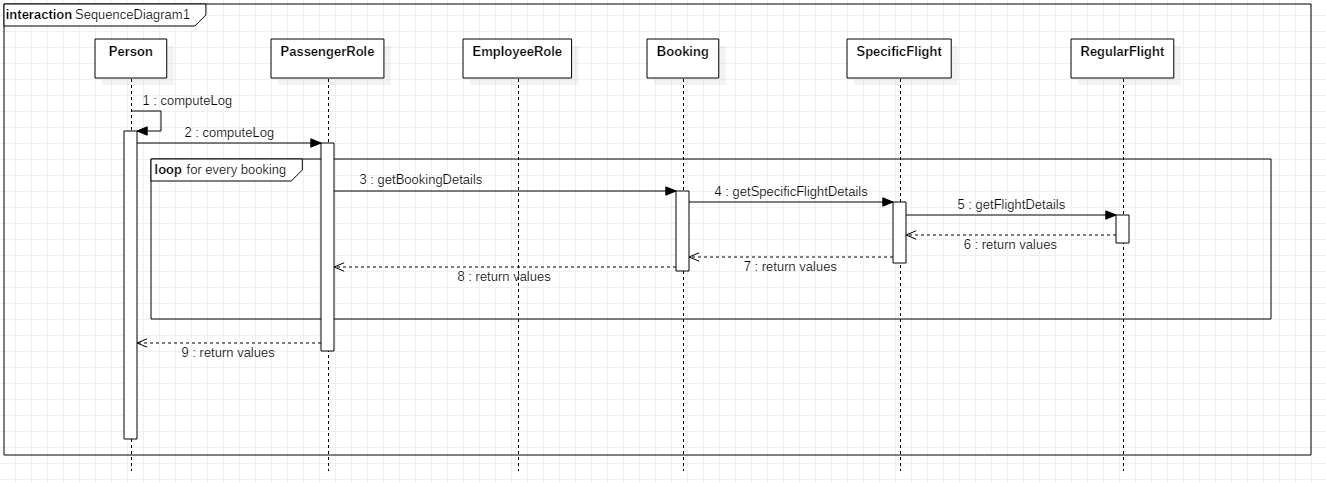 interaction SequenceDiagram1
Person
PassengerRole
EmployeeRole
Booking
SpecificFlight
RegularFlight
1 : computeLog
2 : computeLog
loop for every booking
3 : getBookingDetails
4 : getSpecificFlightDetails
5 : getFlightDetails
6 : return values
7 : return values
8 : return values
9 : return values